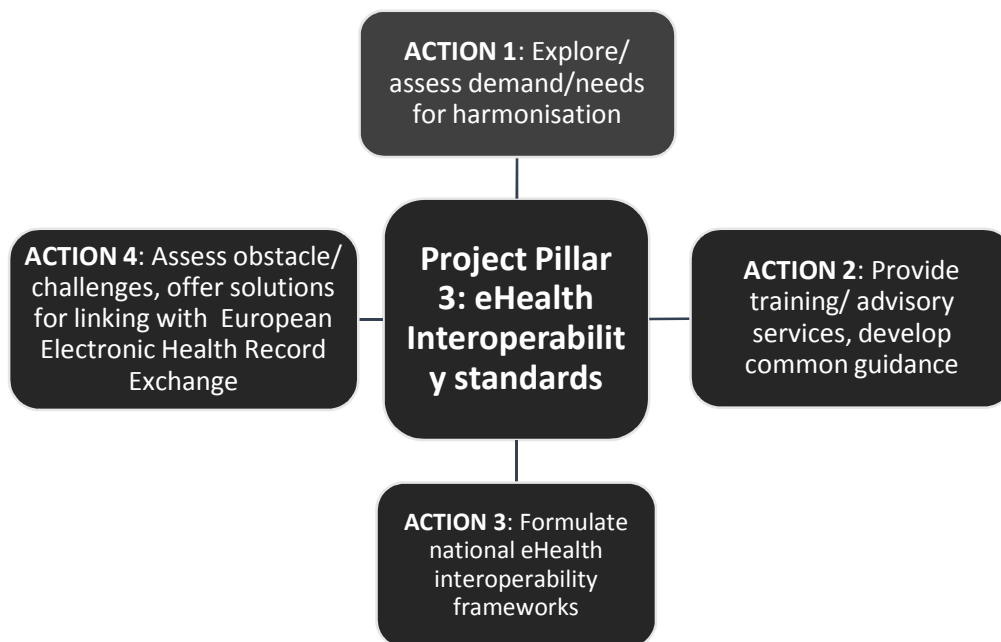 ACTION 1: Explore/
assess demand/needs
for harmonisation
ACTION 4: Assess obstacle/
challenges, offer solutions
for linking with European
Electronic Health Record
Exchange
Project Pillar
3: eHealth
Interoperabilit
y standards
ACTION 2: Provide
training/ advisory
services, develop
common guidance
ACTION 3: Formulate
national eHealth
interoperability
frameworks